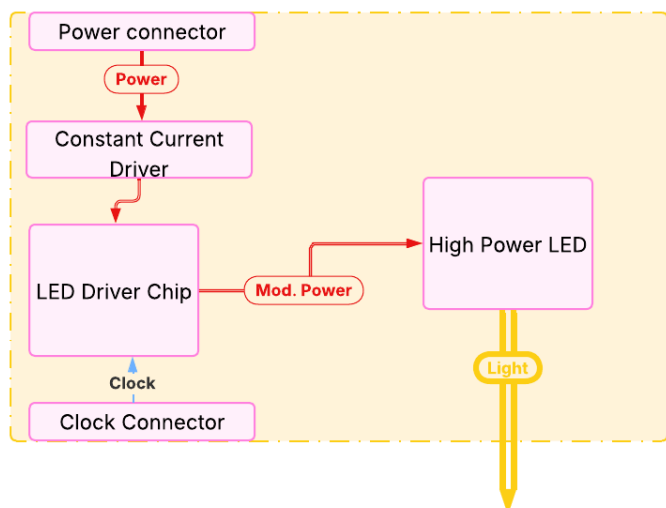 Power connector
Power
Constant Current
Driver
LED Driver Chip
Mod. Power
High Power LED
Clock
Light
Clock Connector